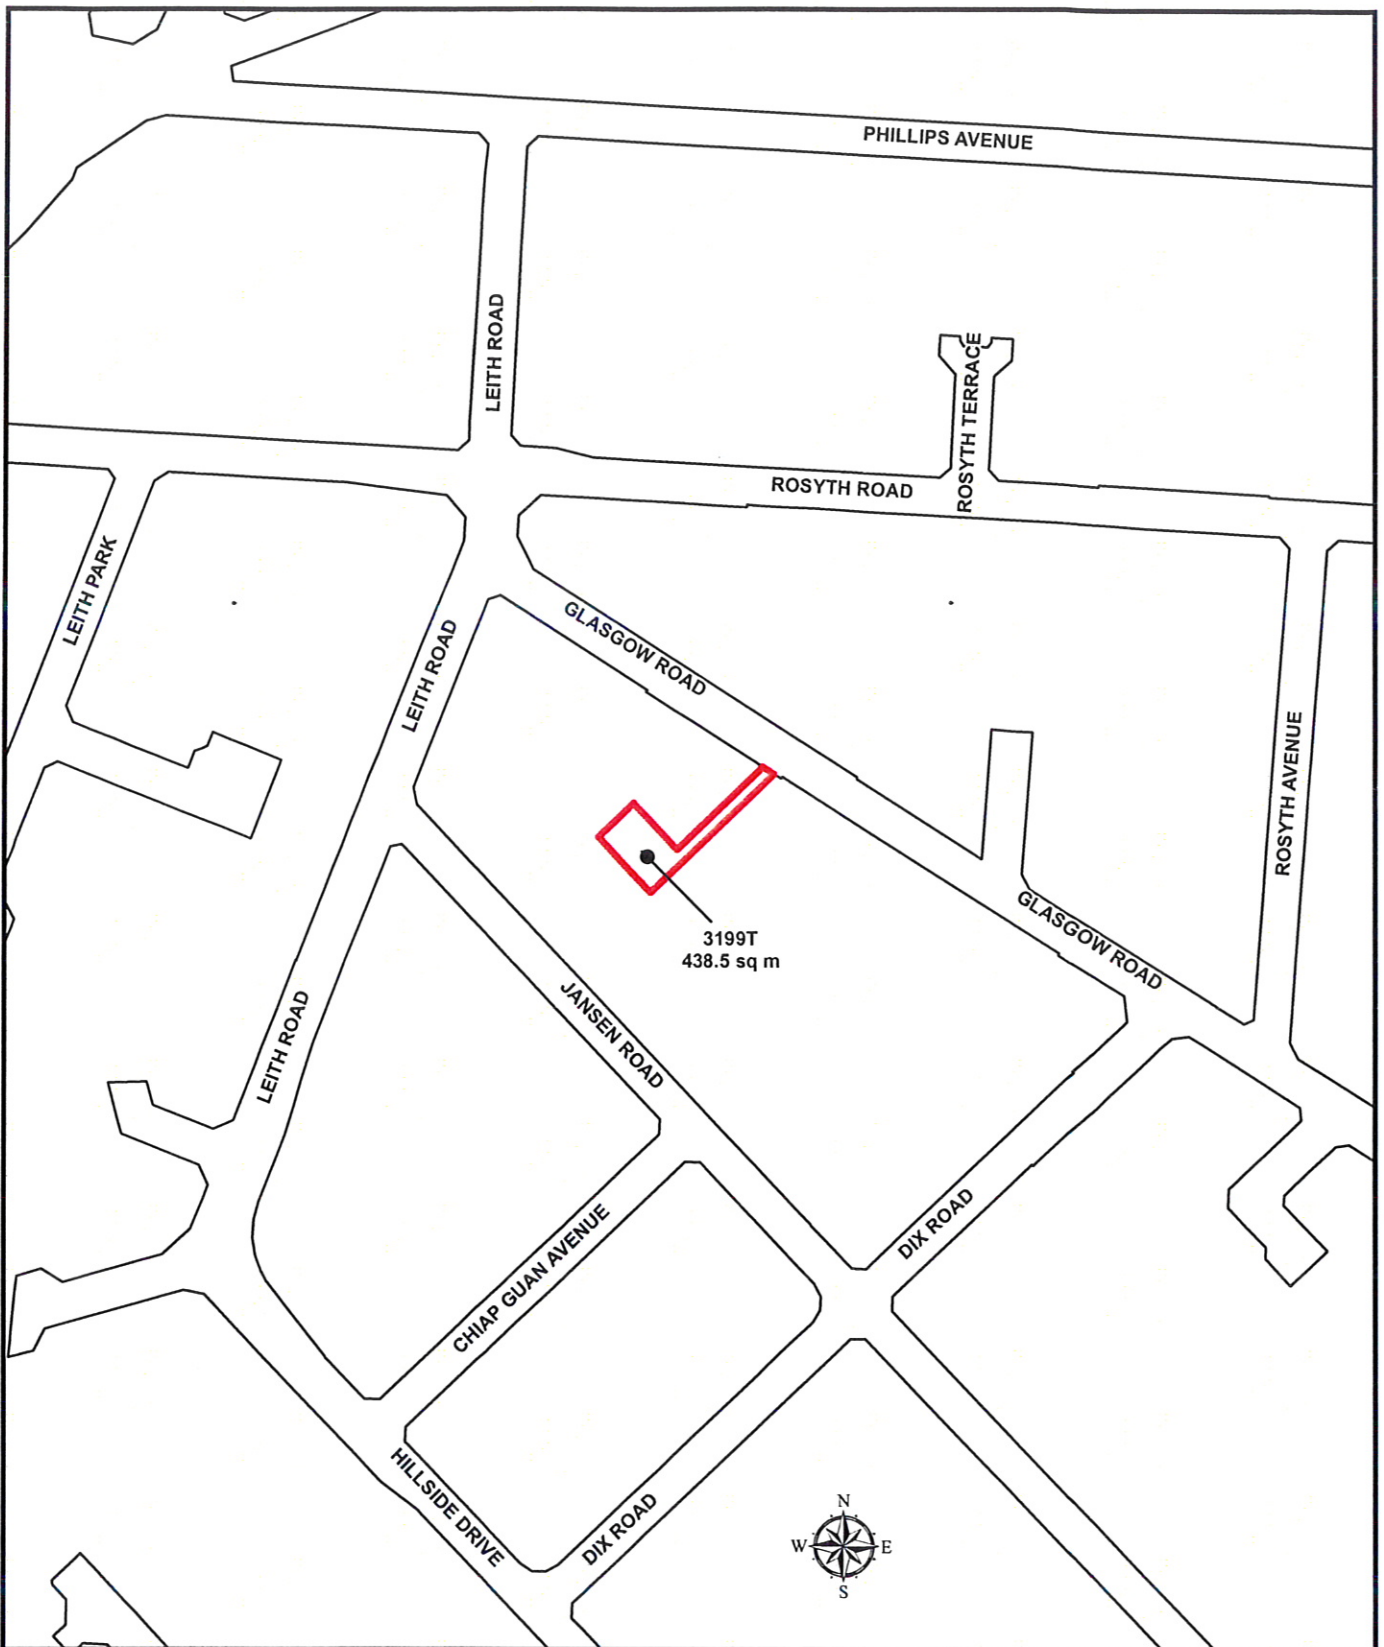 PHILLIPS AVENUE
LEITH ROAD
ROSYTH TERRACE
ROSYTH ROAD
LEITH PARK
GLASGOW ROAD
LEITH ROAD
ROSYTH AVENUE
GLASGOW ROAD
3199T
438.5 sq m
JANSEN ROAD
LEITH ROAD
DIX ROAD
CHIAP GUAN AVENUE
HILLSIDE DRIVE
DIX ROAD
N
W
E
S